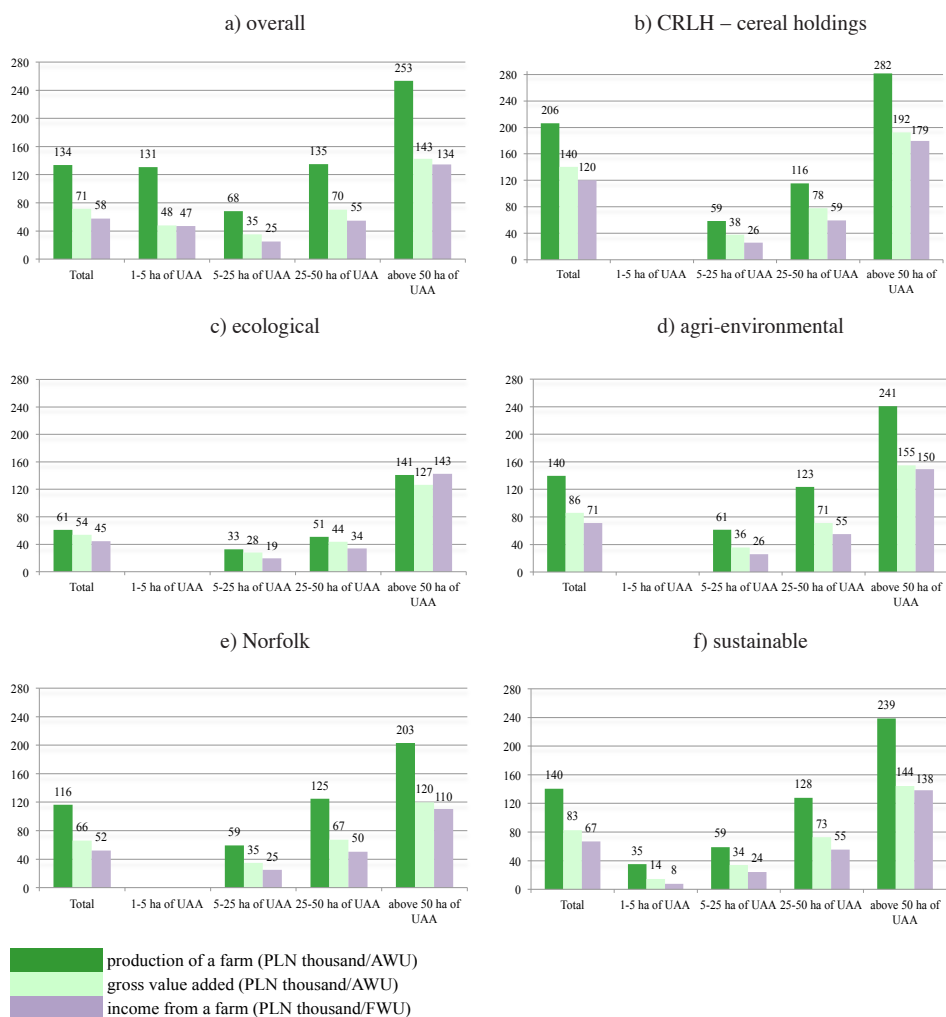 a) overall
280
240
200
160
120
80
40
0
134
71
58
131
48
47
68
35
25
135
70
55
253
143
134
Total
1-5 ha of UAA
5-25 ha of UAA
25-50 ha of UAA
above 50 ha of
UAA
b) CRLH – cereal holdings
280
240
200
160
120
80
40
0
206
140
120
59
38
26
116
78
59
282
192
179
Total
1-5 ha of UAA
5-25 ha of UAA
25-50 ha of UAA
above 50 ha of
UAA
c) ecological
280
240
200
160
120
80
40
0
61
54
45
33
28
19
51
44
34
141
127
143
Total
1-5 ha of UAA
5-25 ha of UAA
25-50 ha of UAA
above 50 ha of
UAA
d) agri-environmental
280
240
200
160
120
80
40
0
140
86
71
61
36
26
123
71
55
241
155
150
Total
1-5 ha of UAA
5-25 ha of UAA
25-50 ha of UAA
above 50 ha of
UAA
e) Norfolk
280
240
200
160
120
80
40
0
116
66
52
59
35
25
125
67
50
203
120
110
Total
1-5 ha of UAA
5-25 ha of UAA
25-50 ha of UAA
above 50 ha of
UAA
f) sustainable
280
240
200
160
120
80
40
0
140
83
67
35
14
8
59
34
24
128
73
55
239
144
138
Total
1-5 ha of UAA
5-25 ha of UAA
25-50 ha of UAA
above 50 ha of
UAA
production of a farm (PLN thousand/AWU)
gross value added (PLN thousand/AWU)
income from a farm (PLN thousand/FWU)